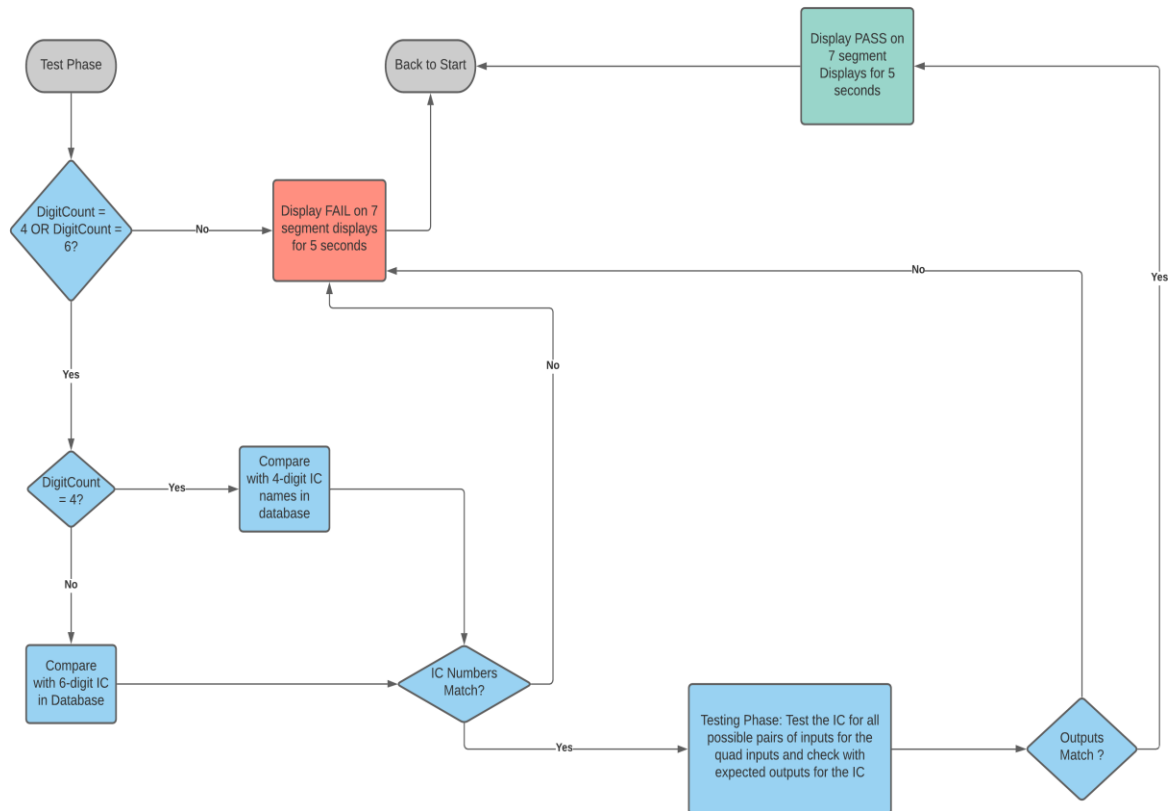 Test Phase
Back to Start
Display PASS on
7 segment
Displays for 5
seconds
Yes
DigitCount =
4 OR DigitCount =
6?
No
Display FAIL on 7
segment displays
for 5 seconds
No
No
Yes
DigitCount
= 4?
Yes
Compare
with 4-digit IC
names in
database
No
Compare
with 6-digit IC
in Database
IC Numbers
Match?
Yes
Testing Phase: Test the IC for all
possible pairs of inputs for the
quad inputs and check with
expected outputs for the IC
Outputs
Match ?